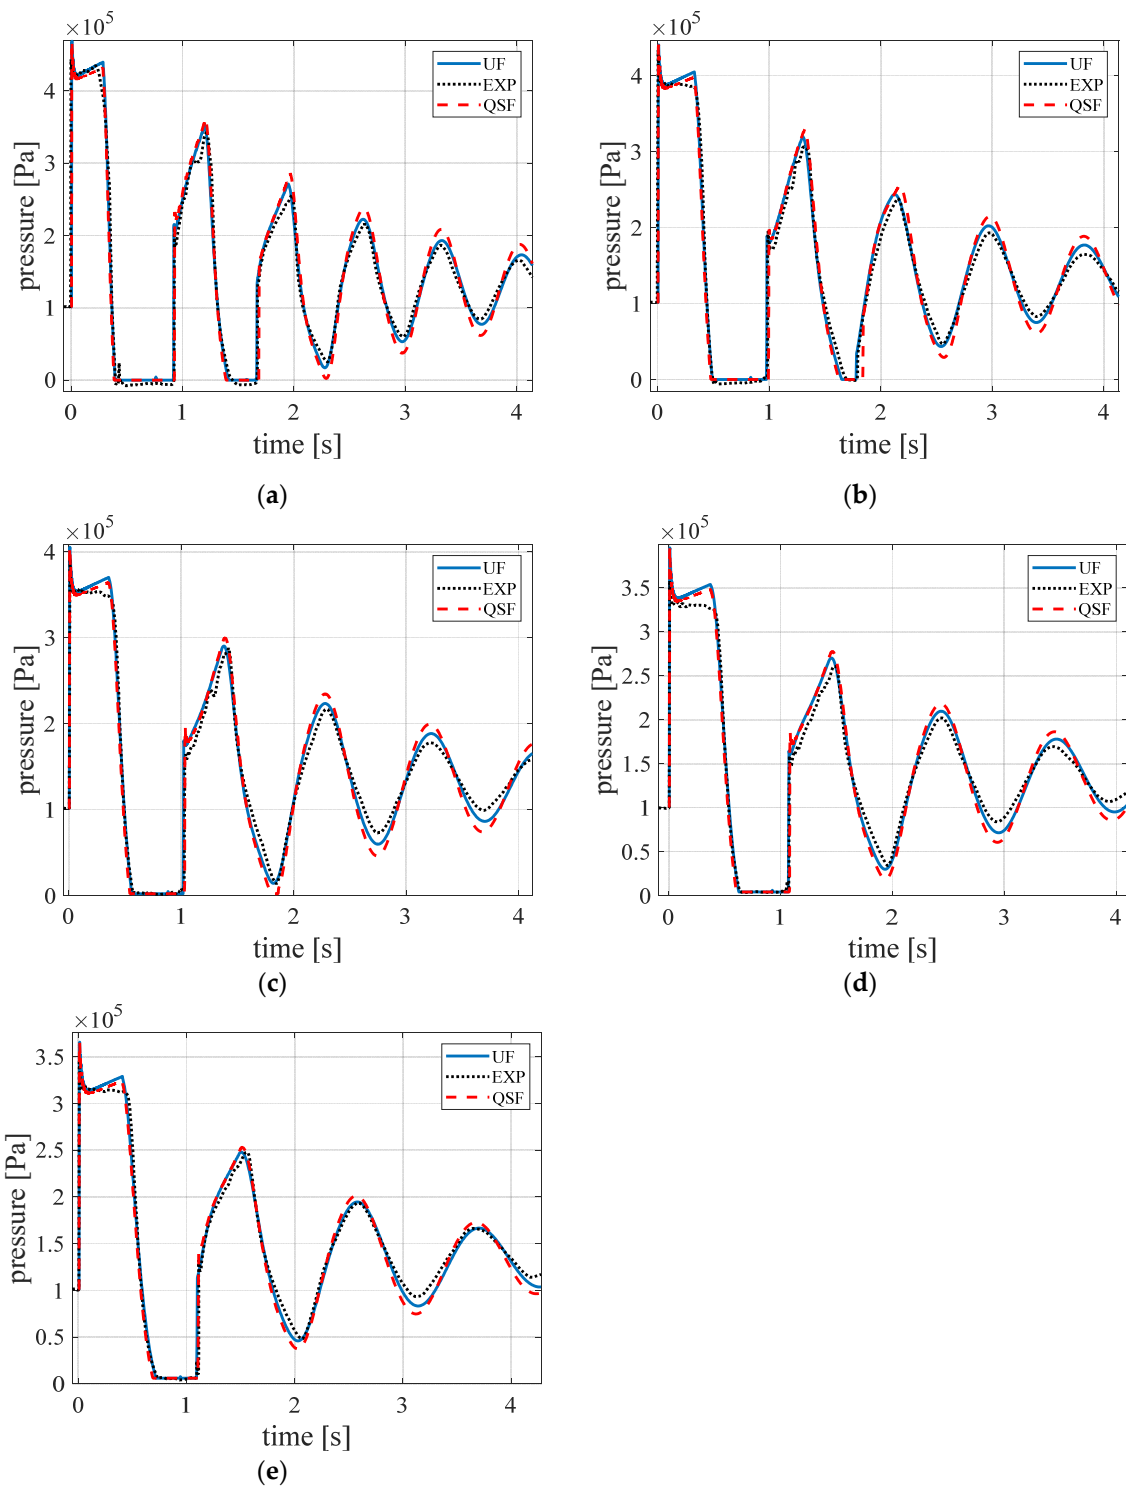 ×10^5
4
3
2
1
0
pressure [Pa]
UF
EXP
QSF
0 1 2 3 4
time [s]
(a)
×10^5
4
3
2
1
0
pressure [Pa]
UF
EXP
QSF
0 1 2 3 4
time [s]
(b)
×10^5
4
3
2
1
0
pressure [Pa]
UF
EXP
QSF
0 1 2 3 4
time [s]
(c)
×10^5
3.5
3
2.5
2
1.5
1
0.5
0
pressure [Pa]
UF
EXP
QSF
0 1 2 3 4
time [s]
(d)
×10^5
3.5
3
2.5
2
1.5
1
0.5
0
pressure [Pa]
UF
EXP
QSF
0 1 2 3 4
time [s]
(e)